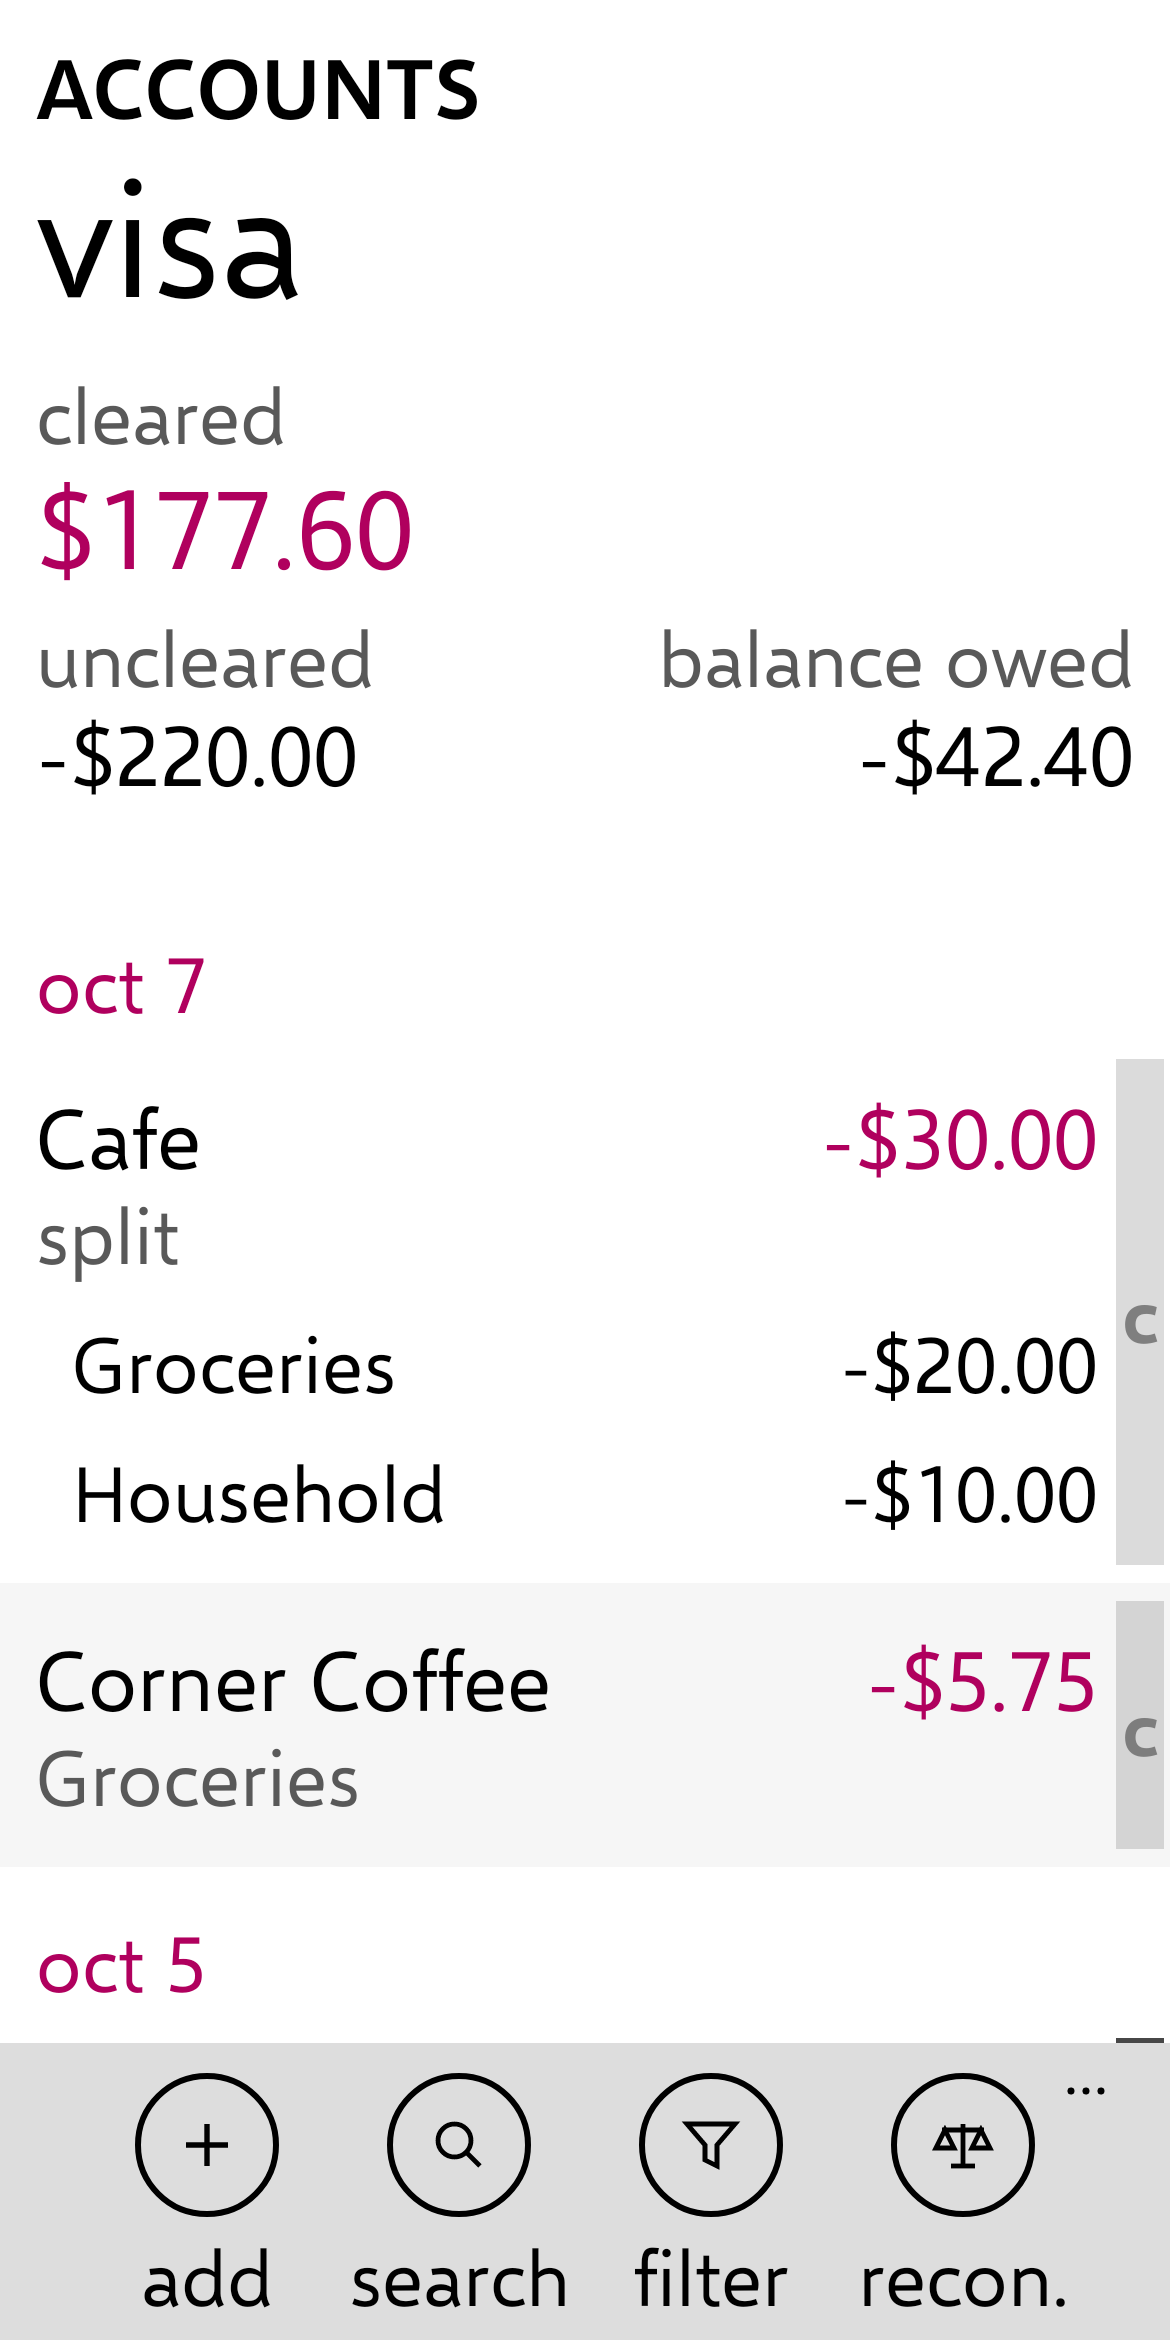 ACCOUNTS
visa
cleared
$177.60
uncleared balance owed
-$220.00 -$42.40
oct 7
Cafe -$30.00
split
c
Groceries -$20.00
Household -$10.00
Corner Coffee -$5.75
c
Groceries
oct 5
...
add search filter recon.